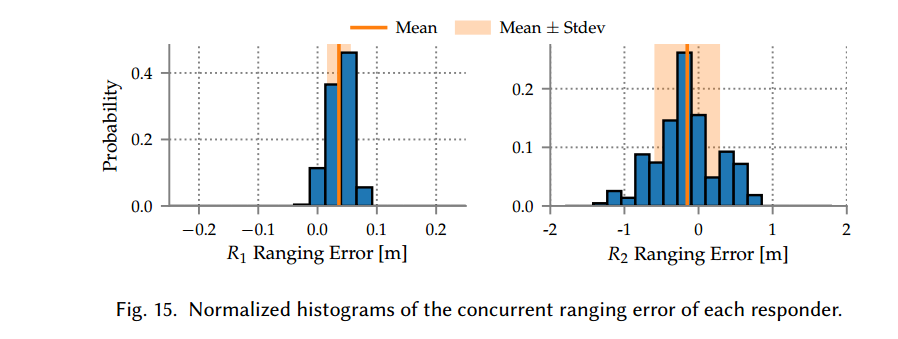 Mean Mean ± Stdev
Probability
0.4
0.2
0.0
−0.2 −0.1 0.0 0.1 0.2
R1 Ranging Error [m]
0.2
0.1
0.0
-2 -1 0 1 2
R2 Ranging Error [m]
Fig. 15. Normalized histograms of the concurrent ranging error of each responder.